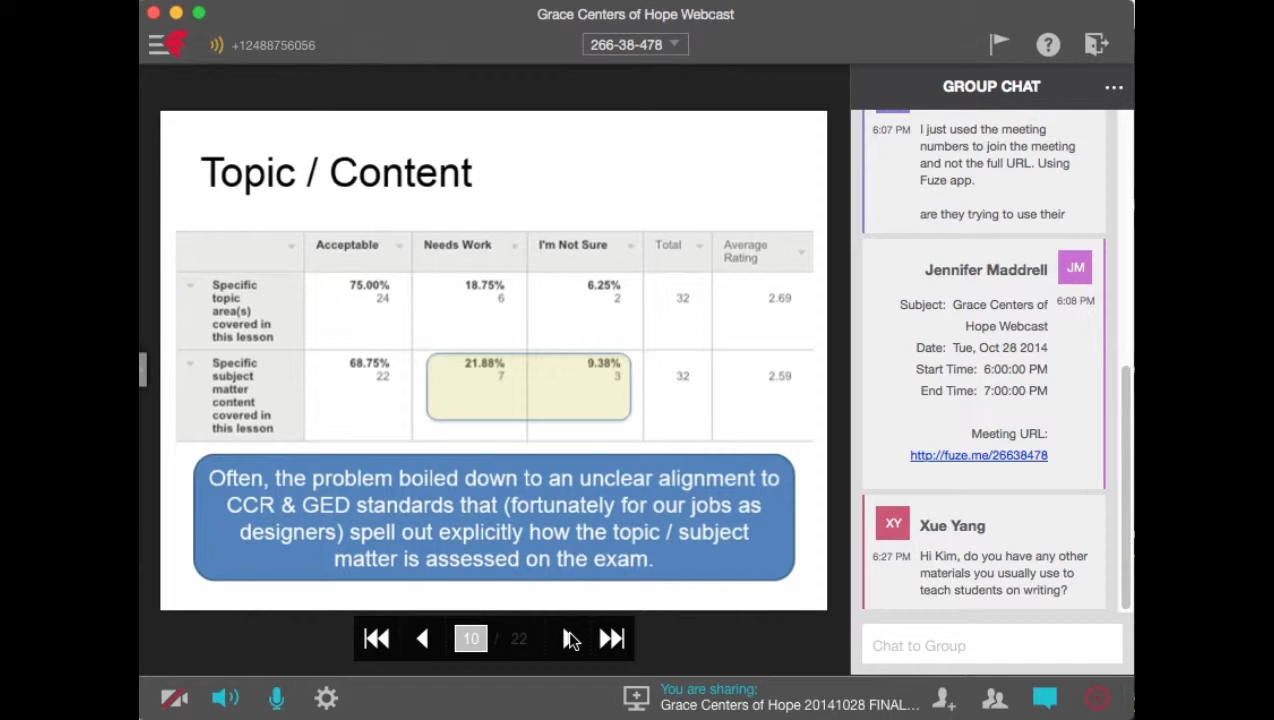 Grace Centers of Hope Webcast
+12488756056
266-38-478
?
GROUP CHAT
...
Topic / Content
Acceptable Needs Work I'm Not Sure Total Average
Rating
Specific 75.00% 18.75% 6.25%
topic 24 6 2 32 2.69
area(s)
covered in
this lesson
Specific 68.75% 21.88% 9.38%
subject 22 7 3 32 2.59
matter
content
covered in
this lesson
Often, the problem boiled down to an unclear alignment to
CCR & GED standards that (fortunately for our jobs as
designers) spell out explicitly how the topic / subject
matter is assessed on the exam.
10 / 22
6:07 PM I just used the meeting
numbers to join the meeting
and not the full URL. Using
Fuze app.
are they trying to use their
Jennifer Maddrell JM
Subject: Grace Centers of 6:08 PM
Hope Webcast
Date: Tue, Oct 28 2014
Start Time: 6:00:00 PM
End Time: 7:00:00 PM
Meeting URL:
http://fuze.me/26638478
XY Xue Yang
6:27 PM Hi Kim, do you have any other
materials you usually use to
teach students on writing?
Chat to Group
You are sharing:
Grace Centers of Hope 20141028 FINAL...